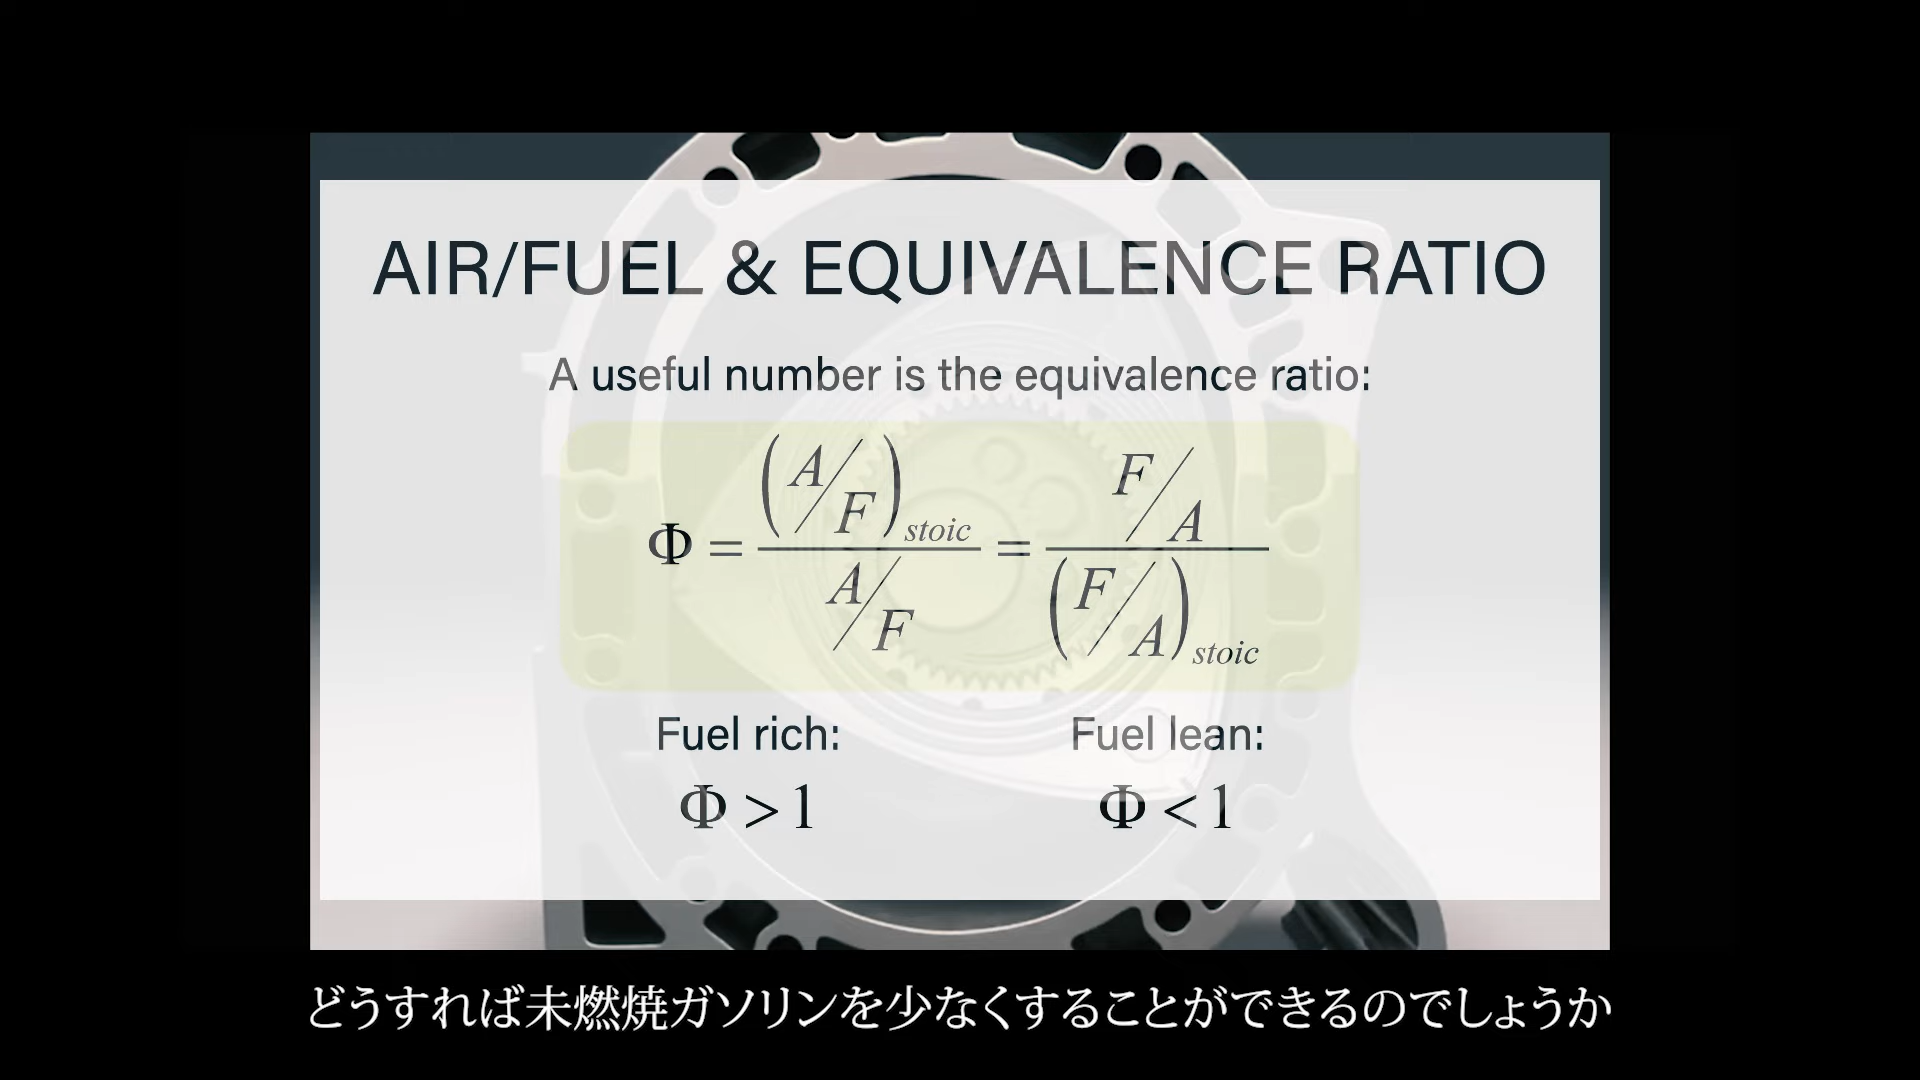 AIR/FUEL & EQUIVALENCE RATIO
A useful number is the equivalence ratio:
Φ = (A/F)stoic / A/F = F/A / (F/A)stoic
Fuel rich: Fuel lean:
Φ > 1 Φ < 1
どうすれば未燃焼ガソリンを少なくすることができるのでしょうか